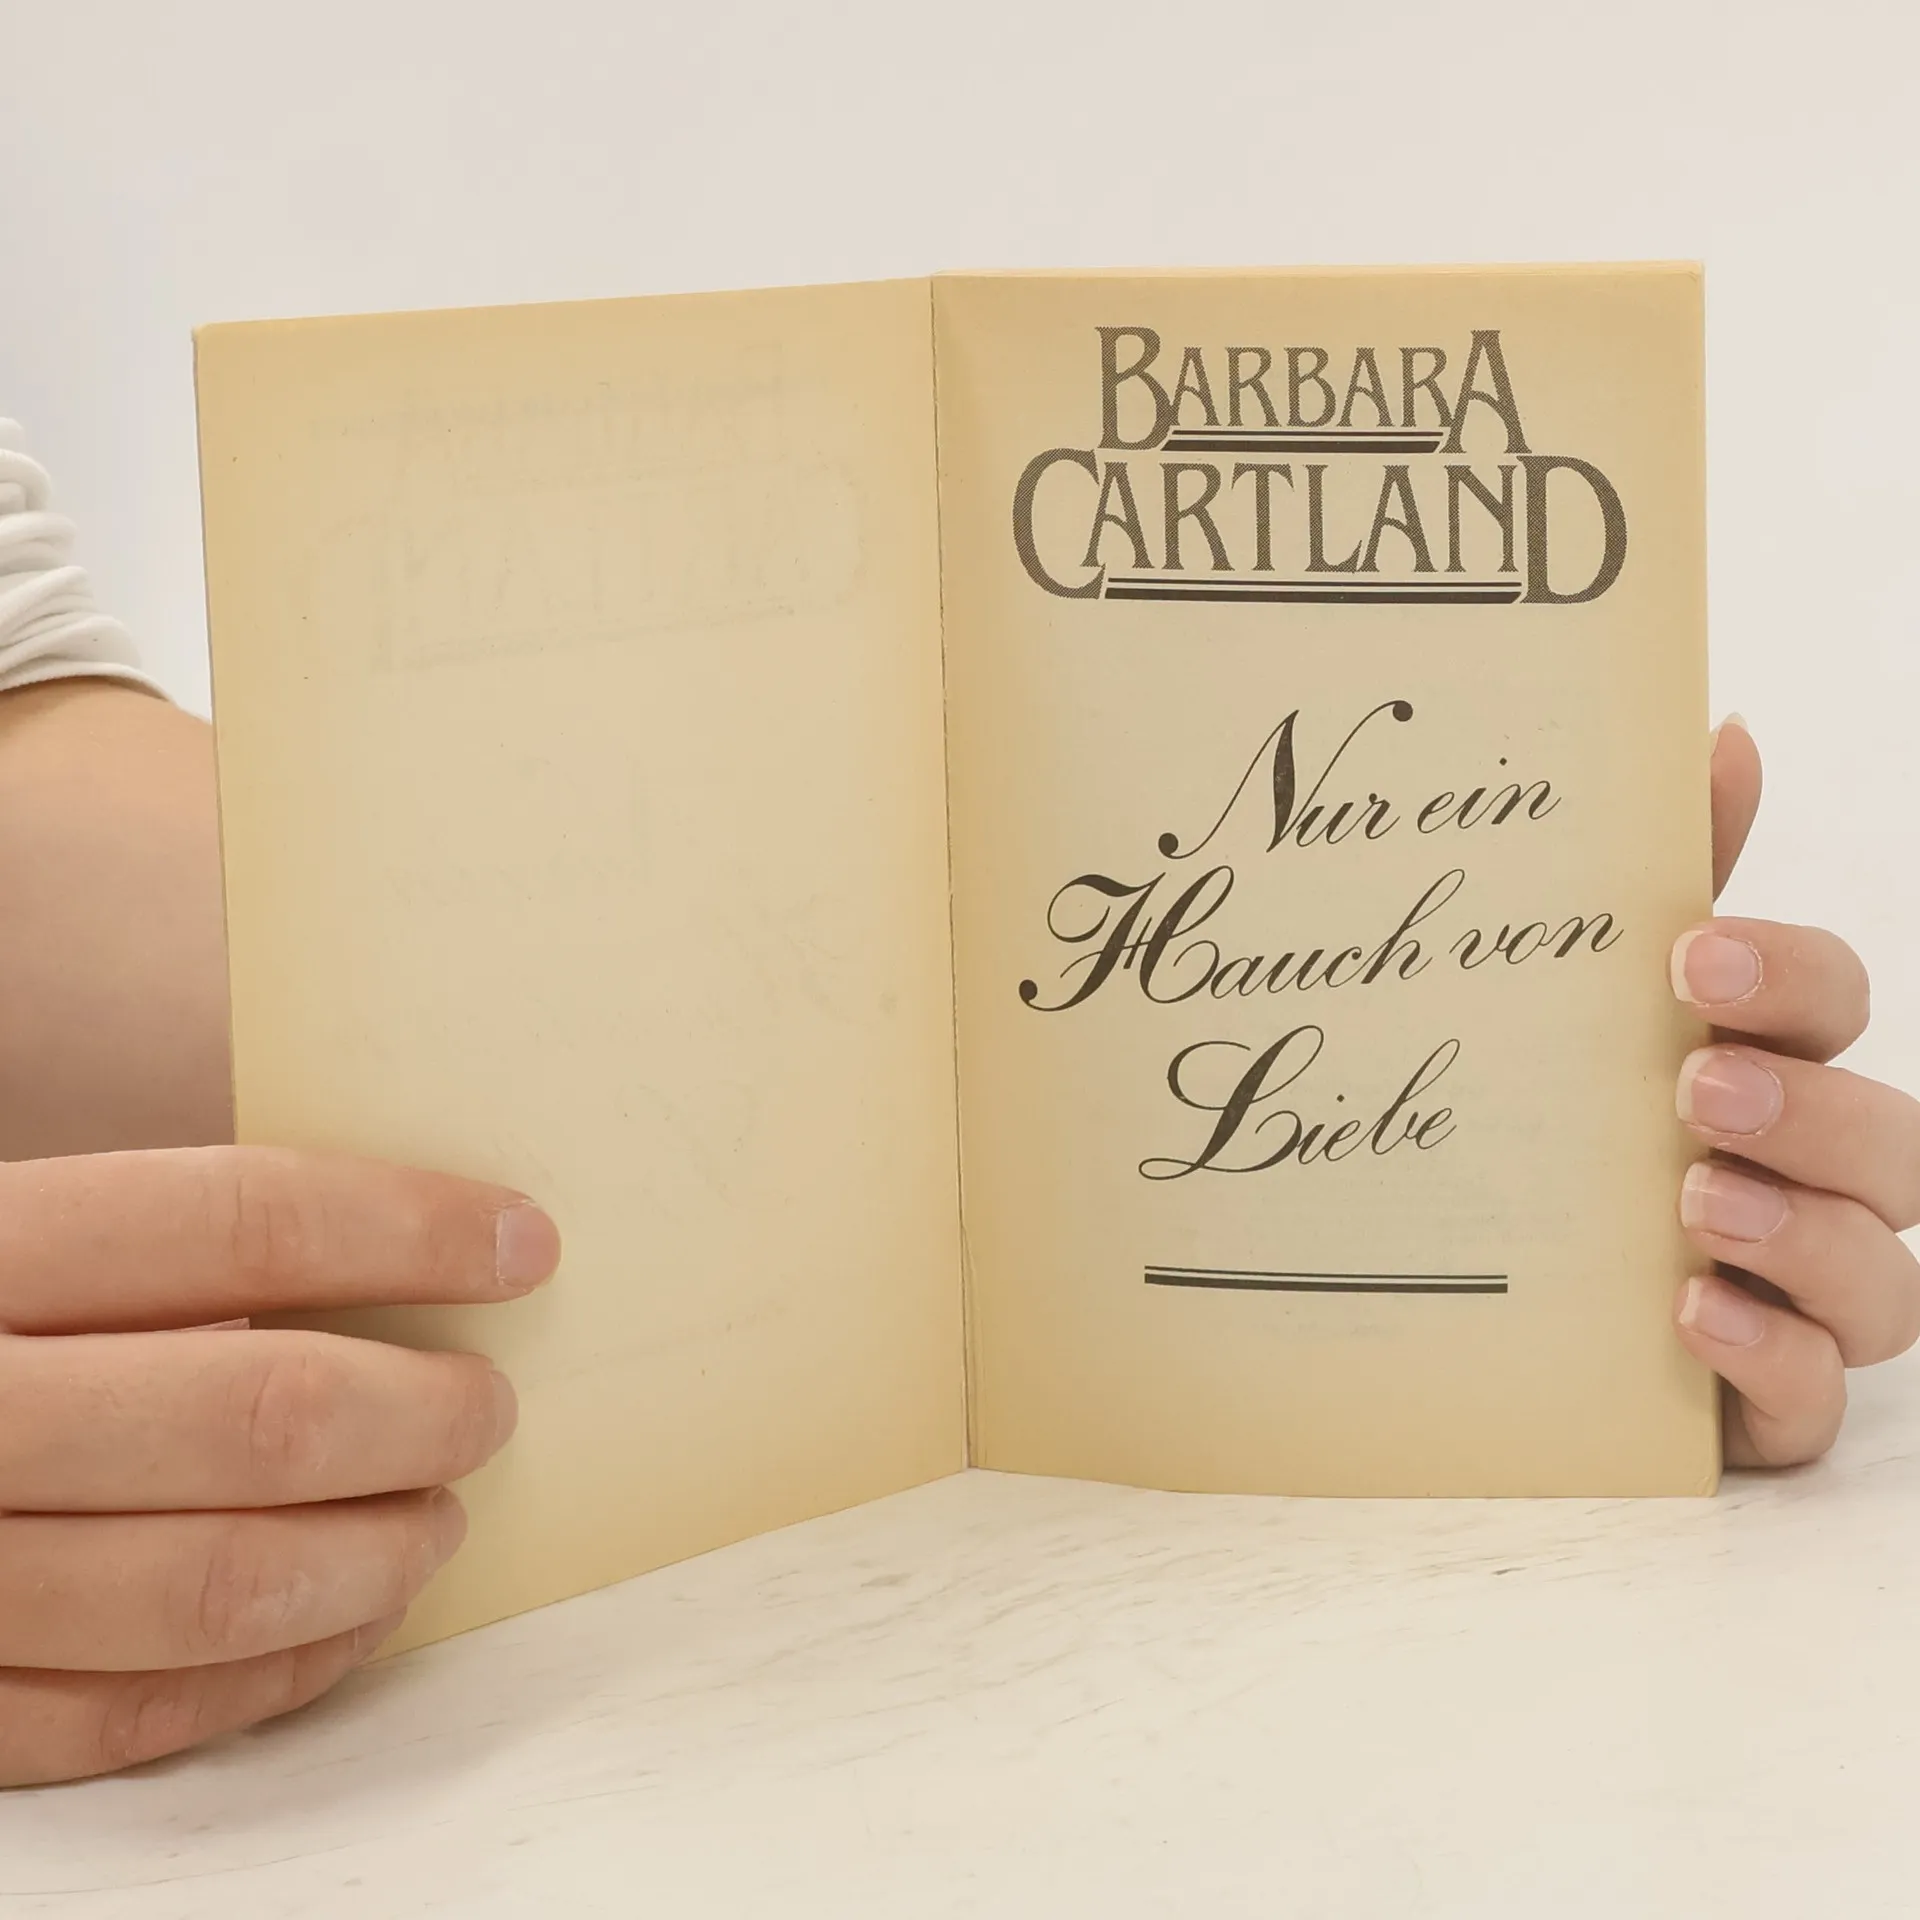 BARBARA
CARTLAND
Nur ein
Hauch von
Liebe